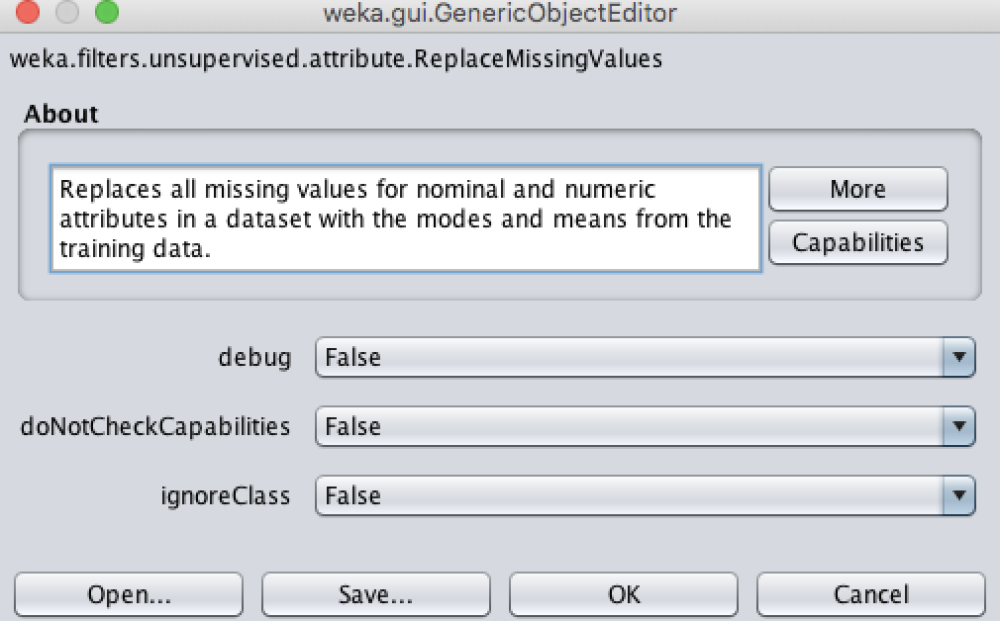 weka.gui.GenericObjectEditor
weka.filters.unsupervised.attribute.ReplaceMissingValues
About
Replaces all missing values for nominal and numeric
attributes in a dataset with the modes and means from the
training data.
More
Capabilities
debug False
doNotCheckCapabilities False
ignoreClass False
Open... Save... OK Cancel